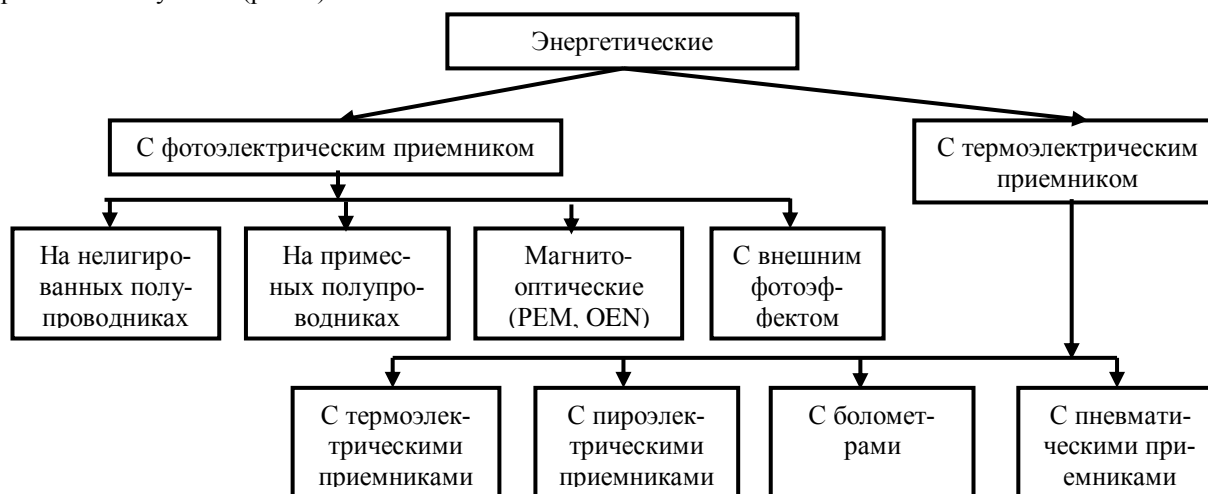 Энергетические
С фотоэлектрическим приемником
С термоэлектрическим
приемником
На нелигиро-
ванных полу-
проводниках
На примес-
ных полупро-
водниках
Магнито-
оптические
(PEM, OEN)
С внешним
фотоэф-
фектом
С термоэлек-
трическими
приемниками
С пироэлек-
трическими
приемниками
С боломет-
рами
С пневмати-
ческими при-
емниками